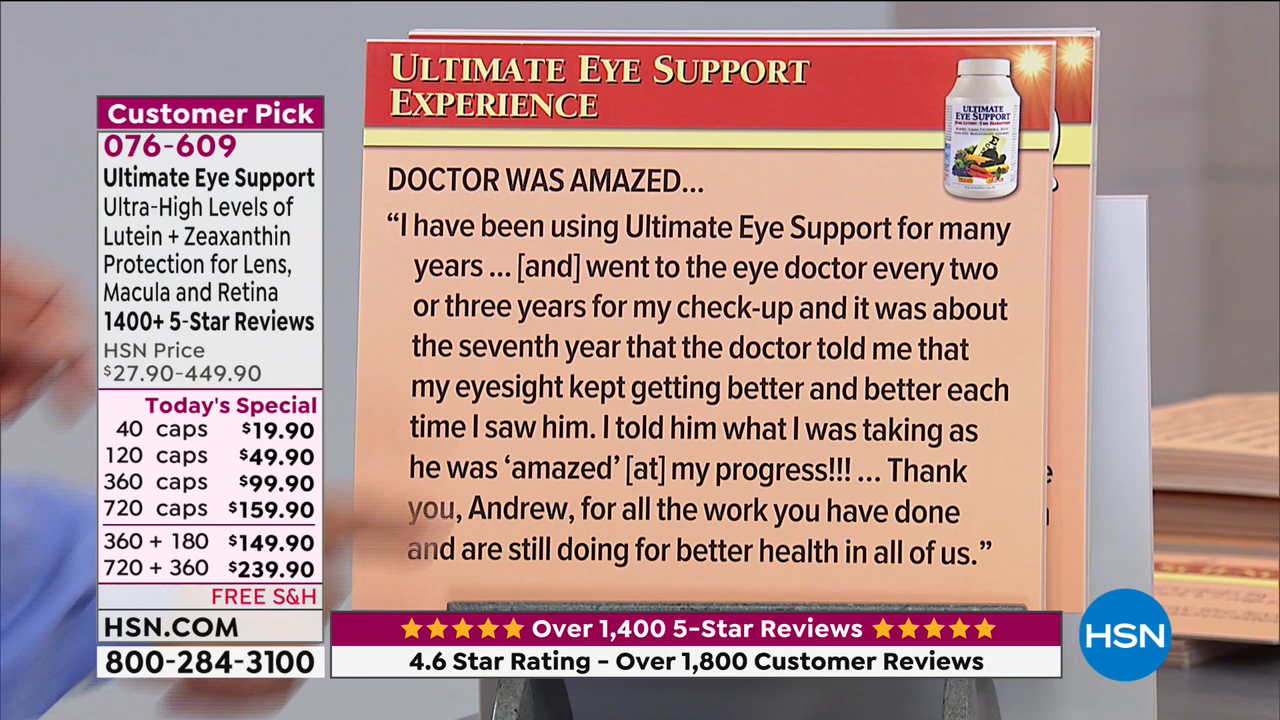 Customer Pick
076-609
Ultimate Eye Support
Ultra-High Levels of
Lutein + Zeaxanthin
Protection for Lens,
Macula and Retina
1400+ 5-Star Reviews
HSN Price
$27.90-449.90
Today's Special
40 caps $19.90
120 caps $49.90
360 caps $99.90
720 caps $159.90
360 + 180 $149.90
720 + 360 $239.90
FREE S&H
HSN.COM
800-284-3100
ULTIMATE EYE SUPPORT
EXPERIENCE
ULTIMATE
EYE SUPPORT
DOCTOR WAS AMAZED...
“I have been using Ultimate Eye Support for many
years ... [and] went to the eye doctor every two
or three years for my check-up and it was about
the seventh year that the doctor told me that
my eyesight kept getting better and better each
time I saw him. I told him what I was taking as
he was ‘amazed’ [at] my progress!!! ... Thank
you, Andrew, for all the work you have done
and are still doing for better health in all of us.”
Over 1,400 5-Star Reviews
4.6 Star Rating – Over 1,800 Customer Reviews
HSN